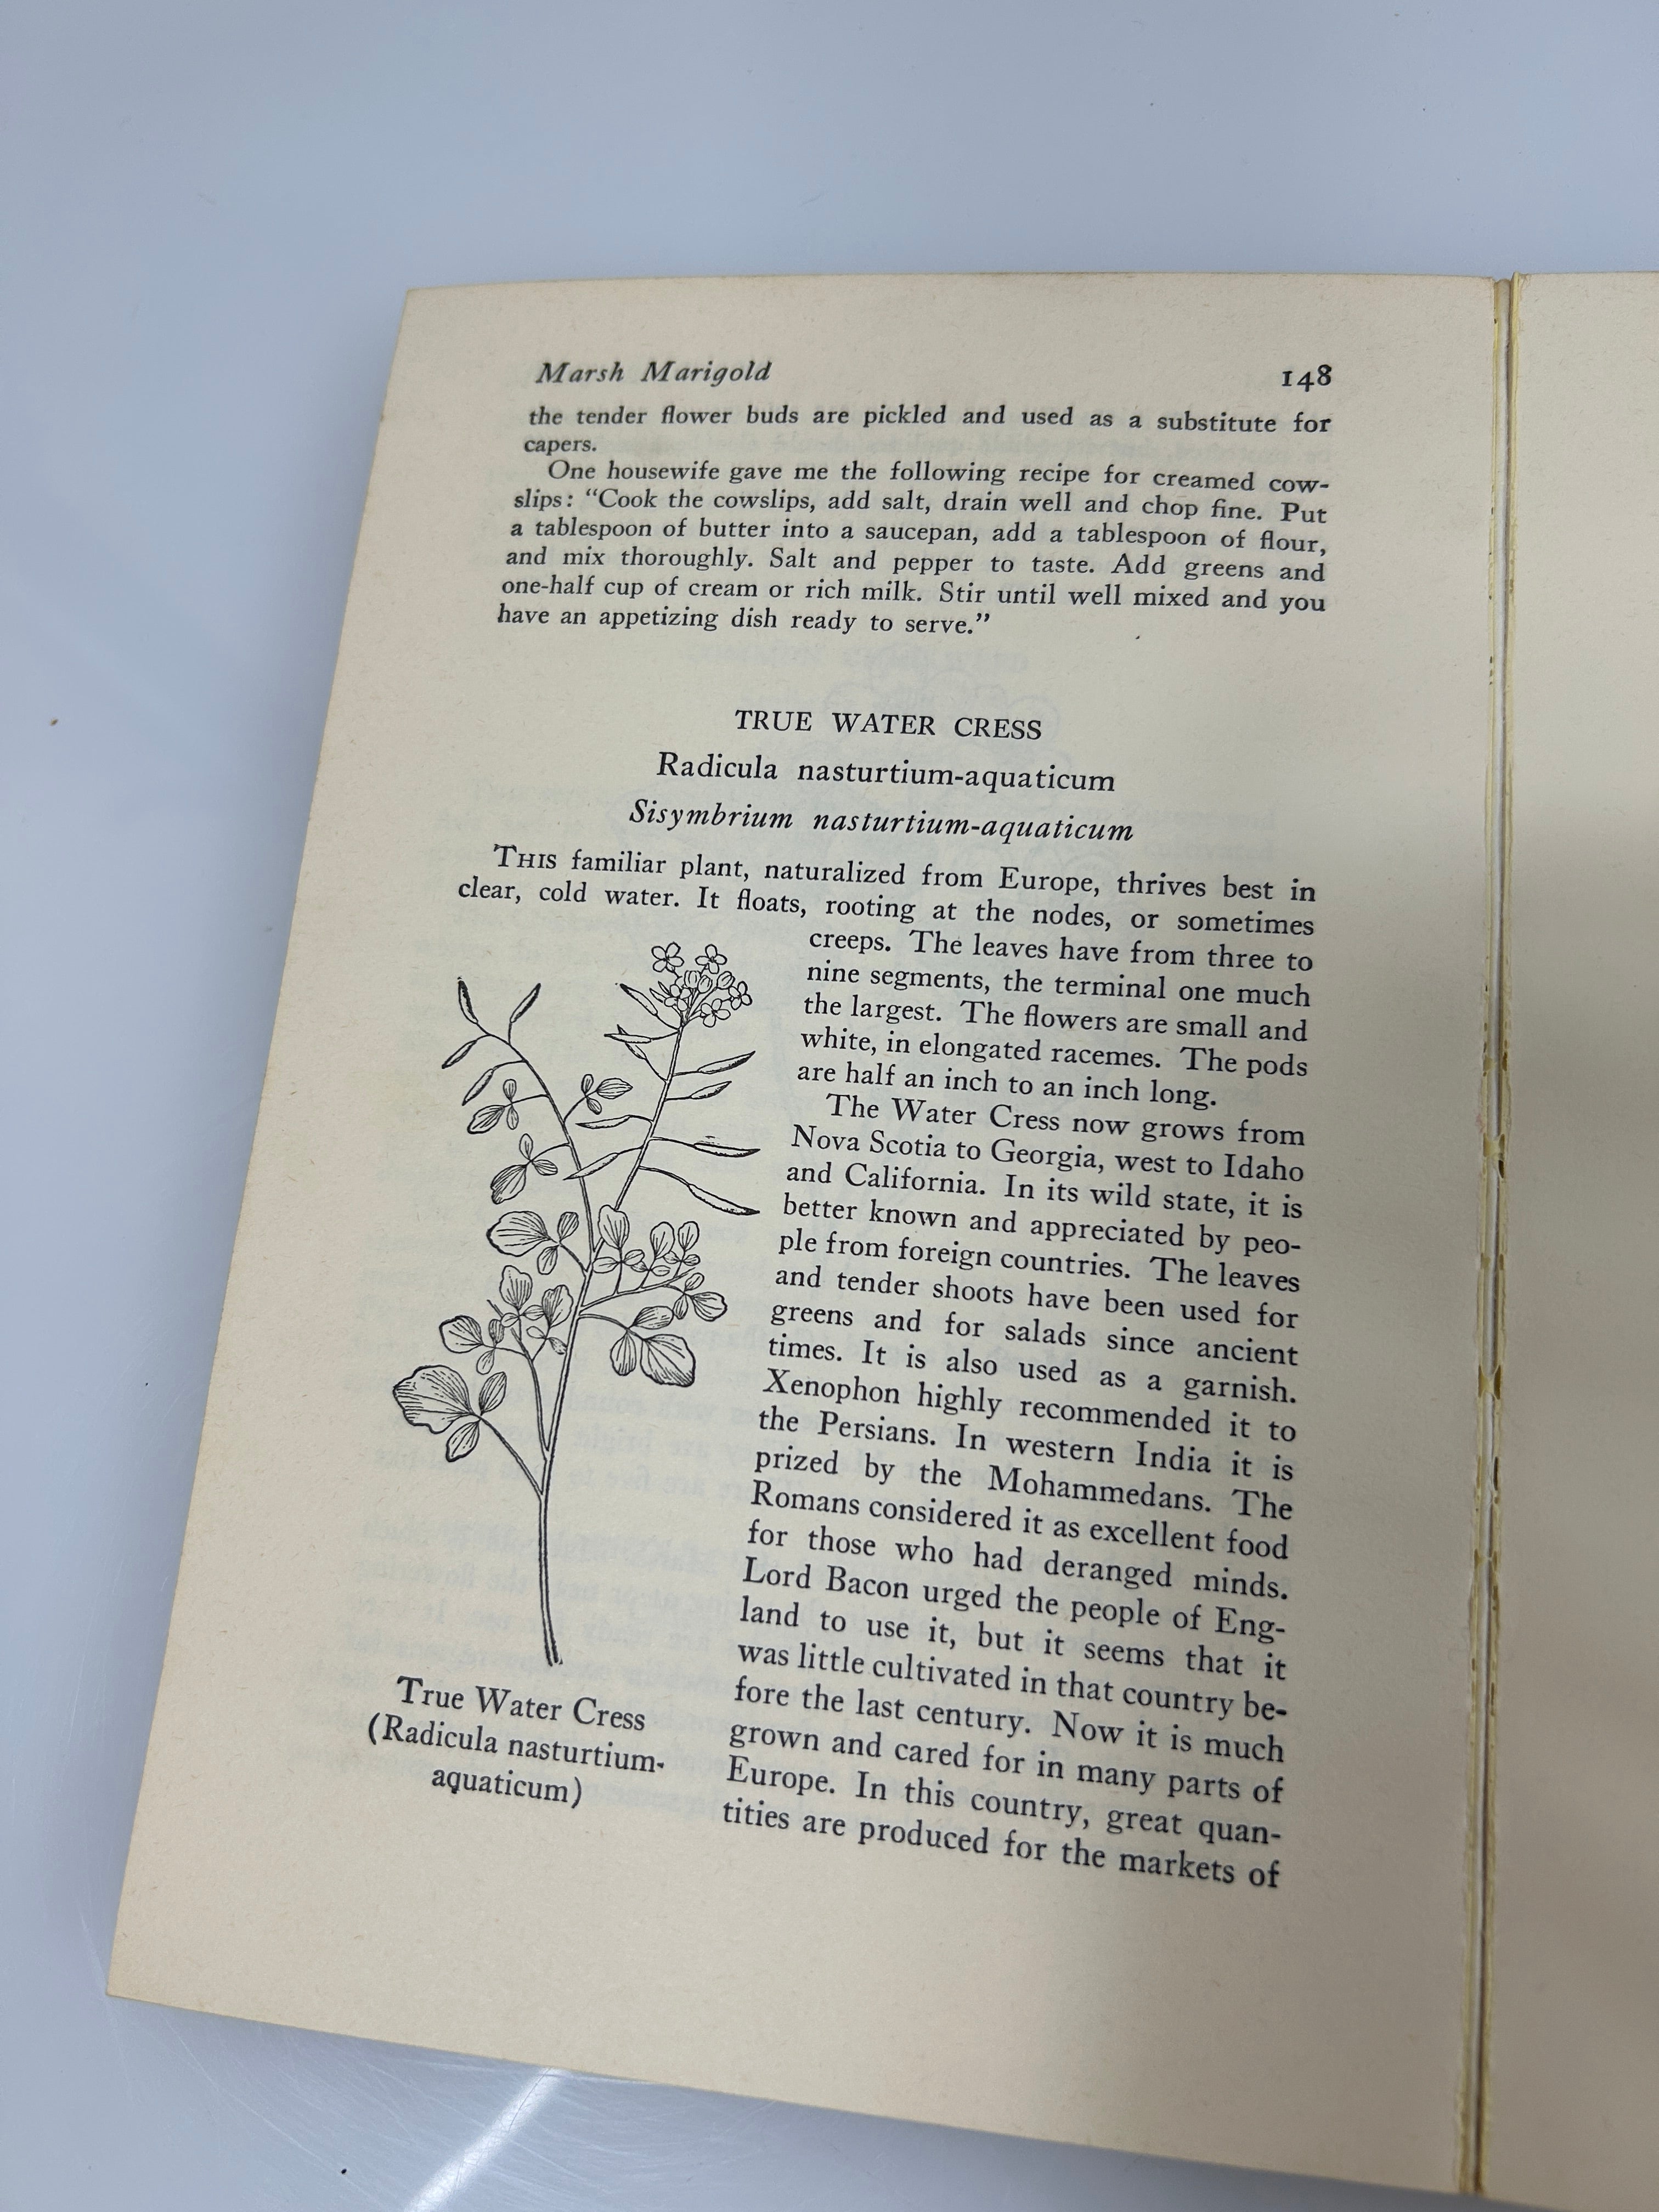 Marsh Marigold 148
the tender flower buds are pickled and used as a substitute for
capers.
One housewife gave me the following recipe for creamed cow-
slips: “Cook the cowslips, add salt, drain well and chop fine. Put
a tablespoon of butter into a saucepan, add a tablespoon of flour,
and mix thoroughly. Salt and pepper to taste. Add greens and
one-half cup of cream or rich milk. Stir until well mixed and you
have an appetizing dish ready to serve.”
TRUE WATER CRESS
Radicula nasturtium-aquaticum
Sisymbrium nasturtium-aquaticum
THIS familiar plant, naturalized from Europe, thrives best in
clear, cold water. It floats, rooting at the nodes, or sometimes
creeps. The leaves have from three to
nine segments, the terminal one much
the largest. The flowers are small and
white, in elongated racemes. The pods
are half an inch to an inch long.
The Water Cress now grows from
Nova Scotia to Georgia, west to Idaho
and California. In its wild state, it is
better known and appreciated by peo-
ple from foreign countries. The leaves
and tender shoots have been used for
greens and for salads since ancient
times. It is also used as a garnish.
Xenophon highly recommended it to
the Persians. In western India it is
prized by the Mohammedans. The
Romans considered it as excellent food
for those who had deranged minds.
Lord Bacon urged the people of Eng-
land to use it, but it seems that it
was little cultivated in that country be-
fore the last century. Now it is much
grown and cared for in many parts of
Europe. In this country, great quan-
tities are produced for the markets of
True Water Cress
(Radicula nasturtium-
aquaticum)